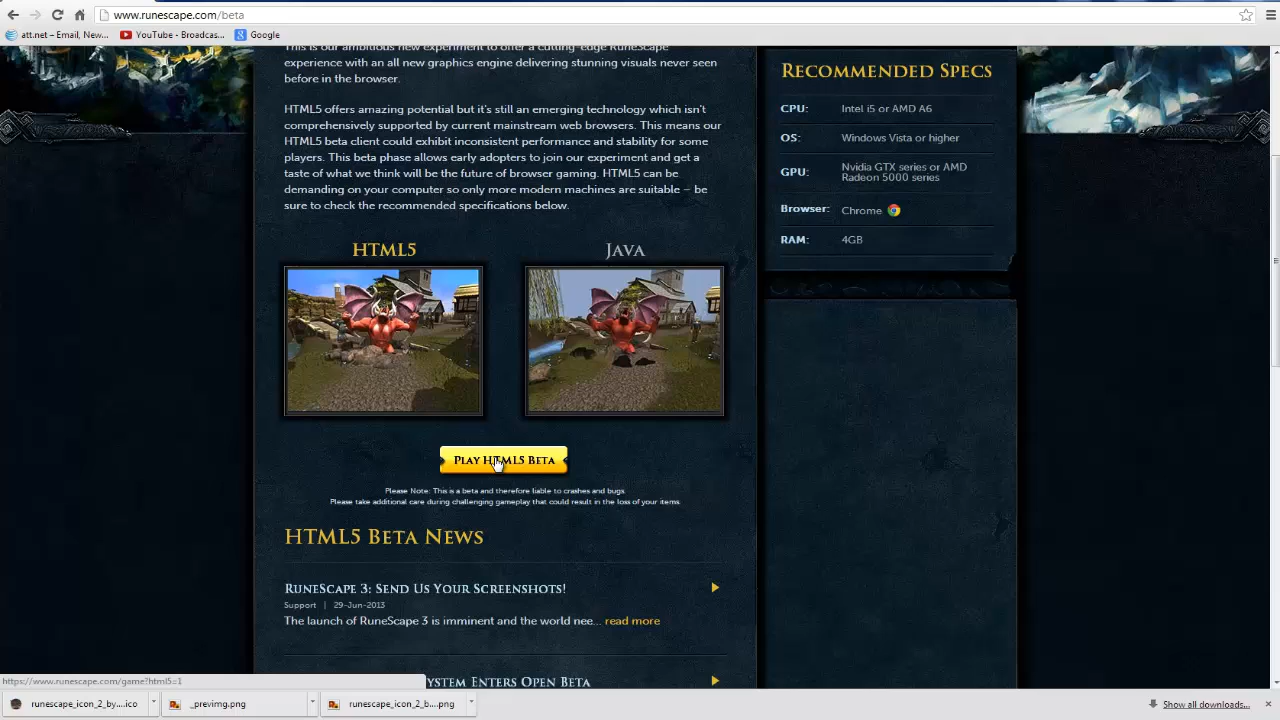 www.runescape.com/beta
att.net – Email, New...
YouTube - Broadcas...
Google
This is our ambitious new experiment to offer a cutting-edge RuneScape
experience with an all new graphics engine delivering stunning visuals never seen
before in the browser.
HTML5 offers amazing potential but it's still an emerging technology which isn't
comprehensively supported by current mainstream web browsers. This means our
HTML5 beta client could exhibit inconsistent performance and stability for some
players. This beta phase allows early adopters to join our experiment and get a
taste of what we think will be the future of browser gaming. HTML5 can be
demanding on your computer so only more modern machines are suitable – be
sure to check the recommended specifications below.
HTML5
Java
Play HTML5 Beta
Please Note: This is a beta and therefore liable to crashes and bugs.
Please take additional care during challenging gameplay that could result in the loss of your items.
HTML5 Beta News
RuneScape 3: Send Us Your Screenshots!
Support | 29-Jun-2013
The launch of RuneScape 3 is imminent and the world nee... read more
ystem Enters Open Beta
Recommended Specs
CPU: Intel i5 or AMD A6
OS: Windows Vista or higher
GPU: Nvidia GTX series or AMD
Radeon 5000 series
Browser: Chrome
RAM: 4GB
https://www.runescape.com/game?html5=1
runescape_icon_2_by....ico
_previmg.png
runescape_icon_2_b....png
Show all downloads...